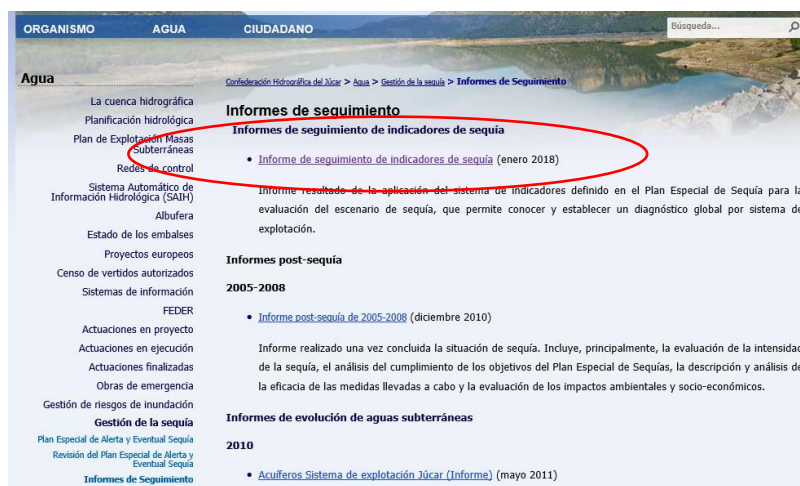 ORGANISMO AGUA CIUDADANO Búsqueda...
Agua
La cuenca hidrográfica
Planificación hidrológica
Plan de Explotación Masas
Subterráneas
Redes de control
Sistema Automático de
Información Hidrológica (SAIH)
Albufera
Estado de los embalses
Proyectos europeos
Censo de vertidos autorizados
Sistemas de información
FEDER
Actuaciones en proyecto
Actuaciones en ejecución
Actuaciones finalizadas
Obras de emergencia
Gestión de riesgos de inundación
Gestión de la sequía
Plan Especial de Alerta y Eventual Sequía
Revisión del Plan Especial de Alerta y
Eventual Sequía
Informes de Seguimiento
Confederación Hidrográfica del Júcar > Agua > Gestión de la sequía > Informes de Seguimiento
Informes de seguimiento
Informes de seguimiento de indicadores de sequía
• Informe de seguimiento de indicadores de sequía (enero 2018)
Informe resultado de la aplicación del sistema de indicadores definido en el Plan Especial de Sequía para la
evaluación del escenario de sequía, que permite conocer y establecer un diagnóstico global por sistema de
explotación.
Informes post-sequía
2005-2008
• Informe post-sequía de 2005-2008 (diciembre 2010)
Informe realizado una vez concluida la situación de sequía. Incluye, principalmente, la evaluación de la intensidad
de la sequía, el análisis del cumplimiento de los objetivos del Plan Especial de Sequías, la descripción y análisis de
la eficacia de las medidas llevadas a cabo y la evaluación de los impactos ambientales y socio-económicos.
Informes de evolución de aguas subterráneas
2010
• Acuíferos Sistema de explotación Júcar (Informe) (mayo 2011)